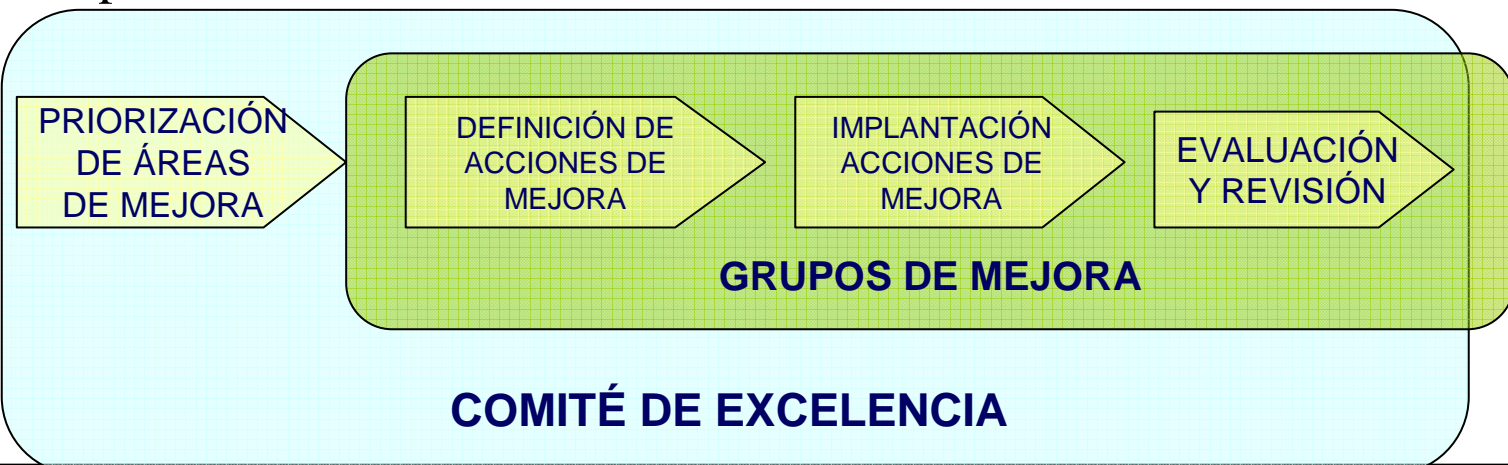 PRIORIZACIÓN
DE ÁREAS
DE MEJORA
DEFINICIÓN DE
ACCIONES DE
MEJORA
IMPLANTACIÓN
ACCIONES DE
MEJORA
EVALUACIÓN
Y REVISIÓN
GRUPOS DE MEJORA
COMITÉ DE EXCELENCIA